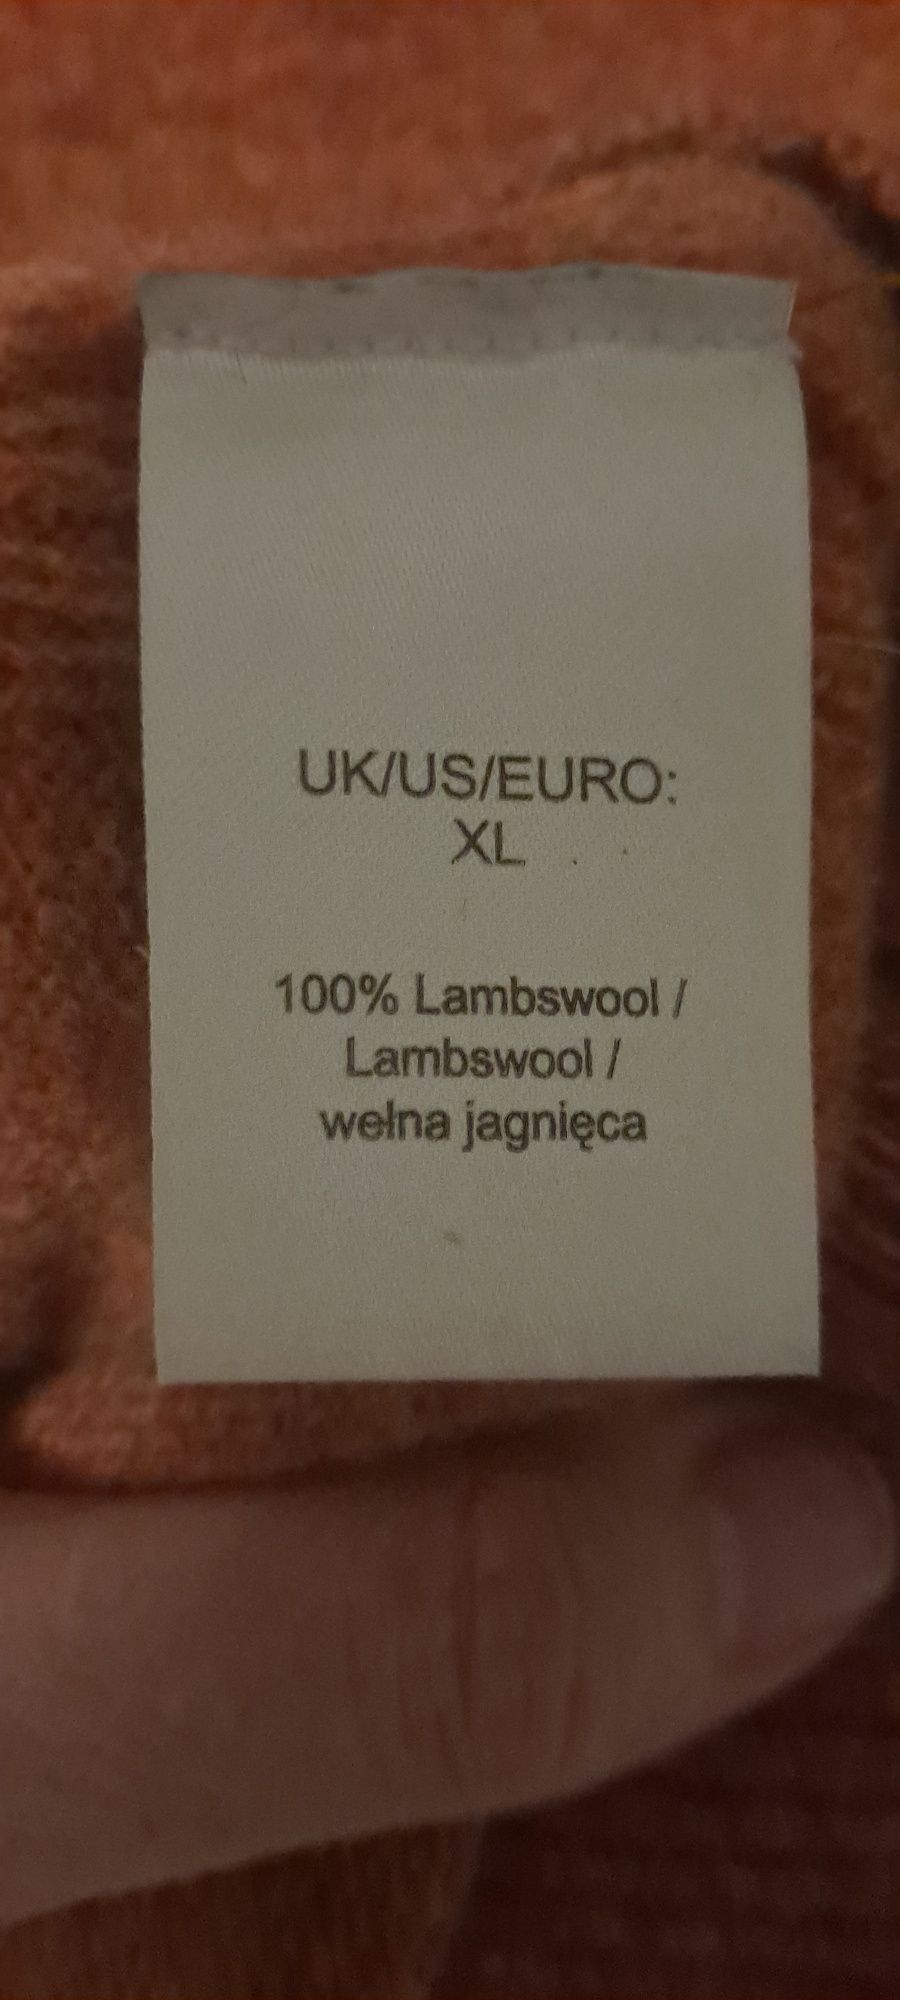 UK/US/EURO:
XL
100% Lambswool /
Lambswool /
wełna jagnięca